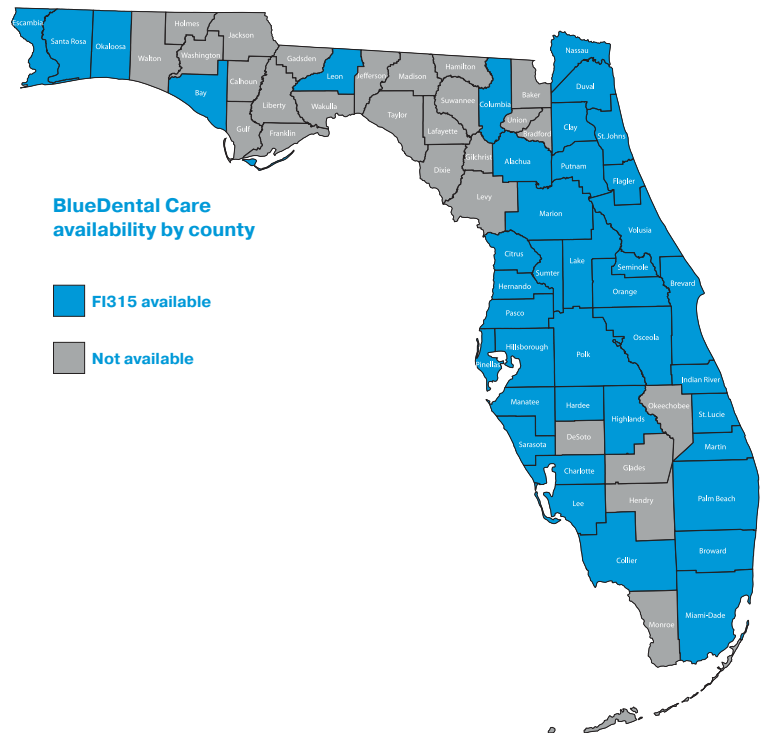 Escambia
Santa Rosa
Okaloosa
Walton
Holmes
Washington
Jackson
Bay
Calhoun
Gulf
Gadsden
Liberty
Franklin
Leon
Wakulla
Jefferson
Madison
Taylor
Hamilton
Suwannee
Lafayette
Dixie
Columbia
Gilchrist
Levy
Baker
Union
Bradford
Alachua
Nassau
Duval
Clay
St. Johns
Putnam
Flagler
Marion
Volusia
BlueDental Care
availability by county
FI315 available
Not available
Citrus
Sumter
Lake
Seminole
Orange
Brevard
Hernando
Pasco
Pinellas
Hillsborough
Polk
Osceola
Indian River
Manatee
Hardee
Highlands
Okeechobee
St. Lucie
Sarasota
DeSoto
Martin
Charlotte
Glades
Lee
Hendry
Palm Beach
Collier
Broward
Monroe
Miami-Dade